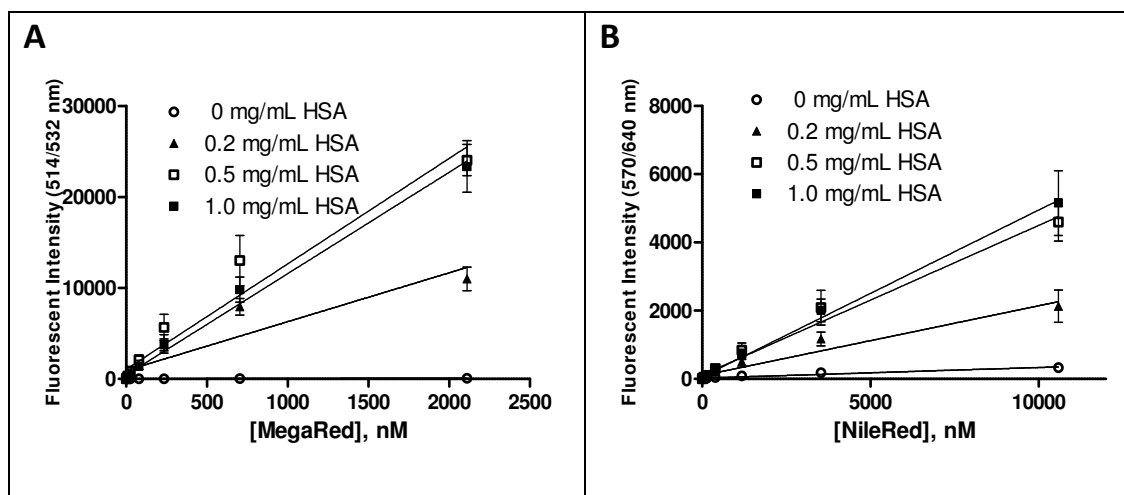 A
Fluorescent Intensity (514/532 nm)
30000
20000
10000
0
0 mg/mL HSA
0.2 mg/mL HSA
0.5 mg/mL HSA
1.0 mg/mL HSA
0 500 1000 1500 2000 2500
[MegaRed], nM
B
Fluorescent Intensity (570/640 nm)
8000
6000
4000
2000
0
0 mg/mL HSA
0.2 mg/mL HSA
0.5 mg/mL HSA
1.0 mg/mL HSA
0 5000 10000
[NileRed], nM